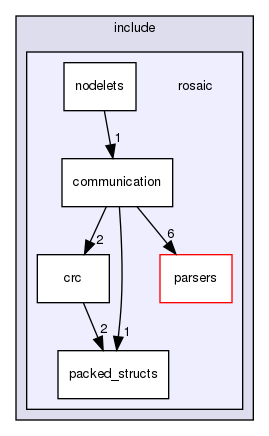 include
nodelets
rosaic
1
communication
2
6
crc
parsers
2
1
packed_structs